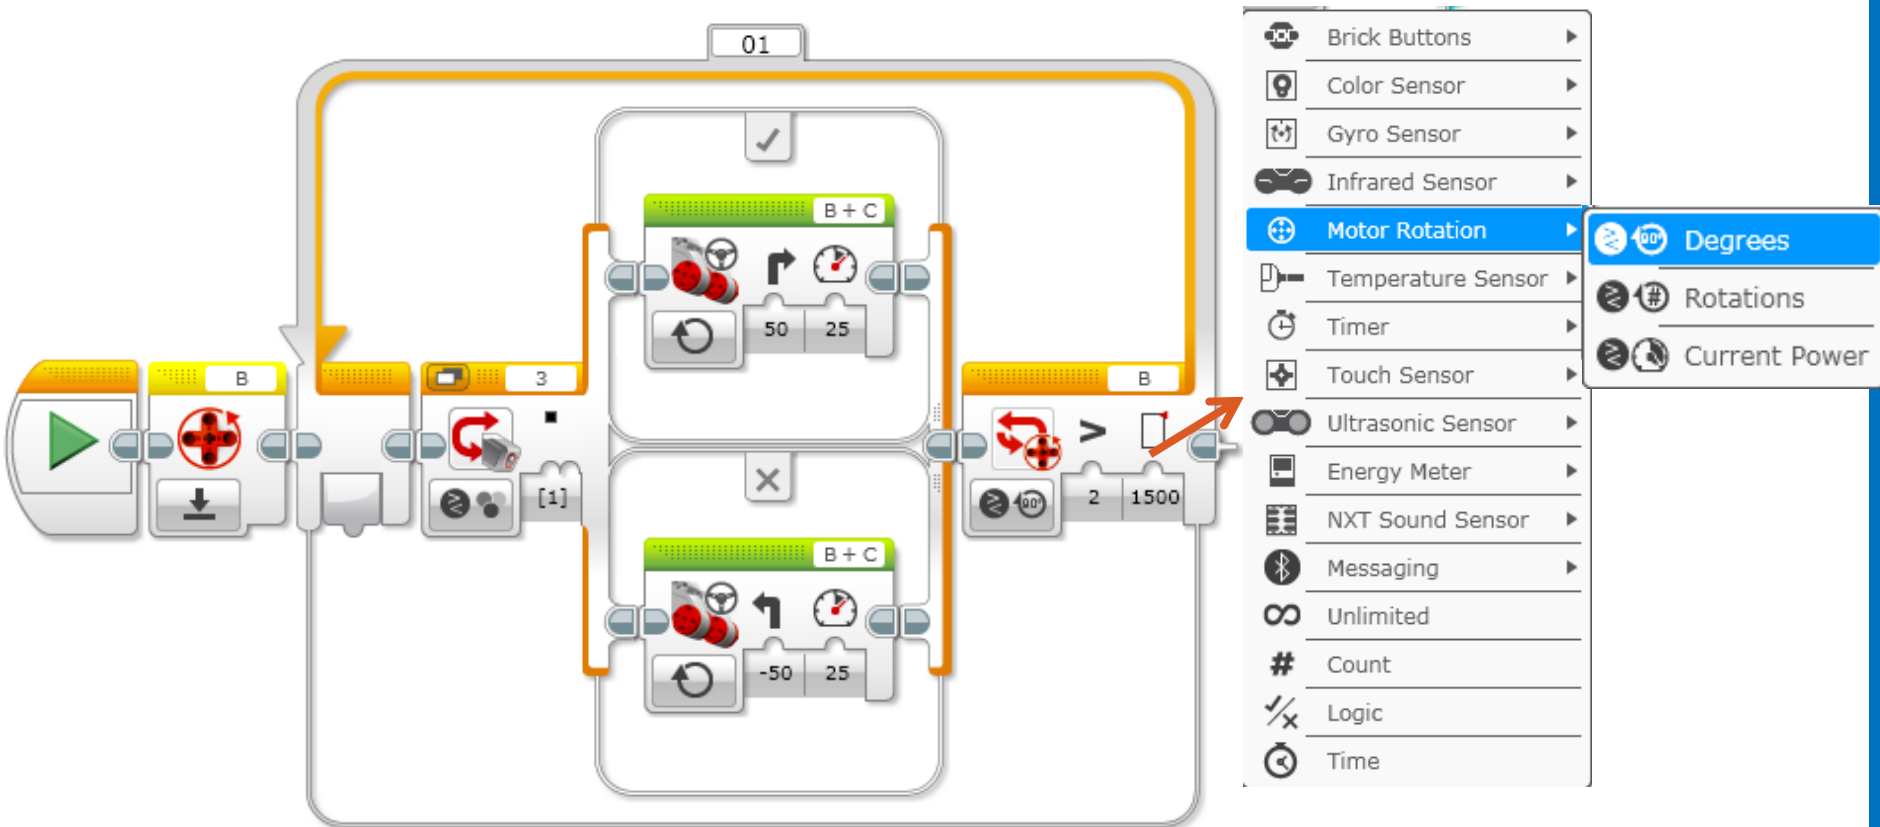 01
B
3
[1]
B + C
50 25
B + C
-50 25
B
>
2 1500
90°
Brick Buttons
Color Sensor
Gyro Sensor
Infrared Sensor
Motor Rotation
Temperature Sensor
Timer
Touch Sensor
Ultrasonic Sensor
Energy Meter
NXT Sound Sensor
Messaging
Unlimited
# Count
Logic
Time
90° Degrees
# Rotations
Current Power